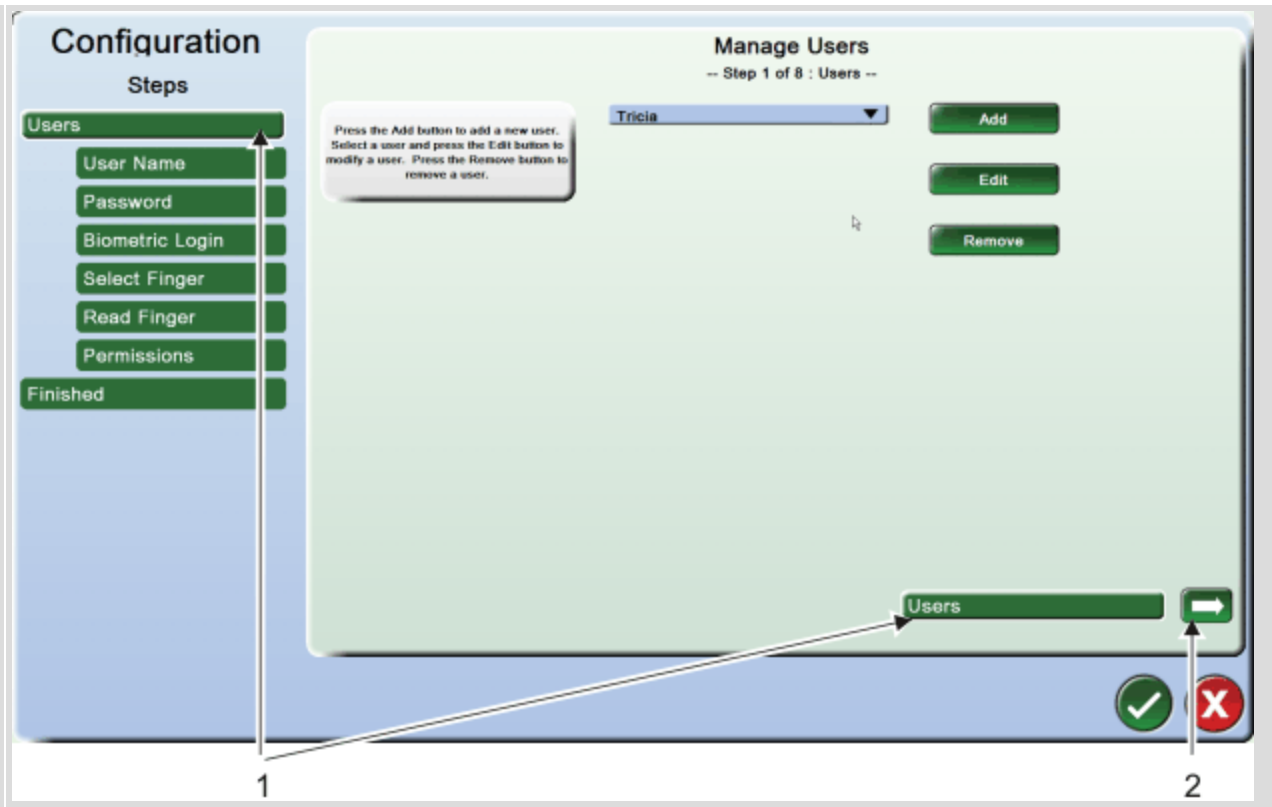 Configuration
Steps
Users
User Name
Password
Biometric Login
Select Finger
Read Finger
Permissions
Finished
Manage Users
-- Step 1 of 8 : Users --
Press the Add button to add a new user.
Select a user and press the Edit button to
modify a user. Press the Remove button to
remove a user.
Tricia
Add
Edit
Remove
Users
1
2